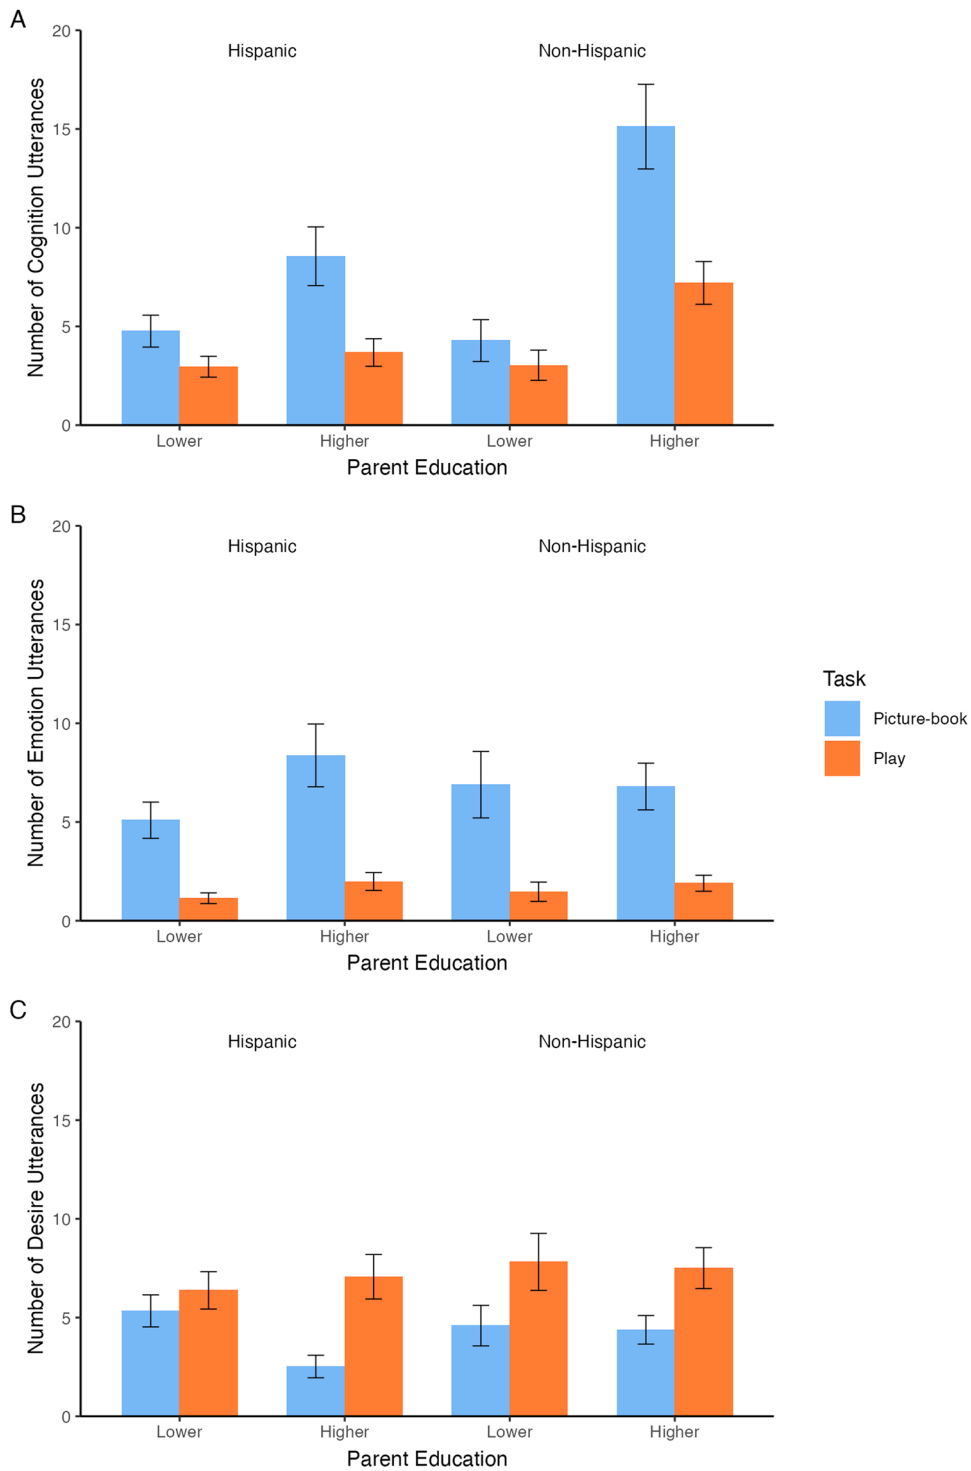 A
20
15
10
5
0
Number of Cognition Utterances
Hispanic
Non-Hispanic
Lower
Higher
Lower
Higher
Parent Education
B
20
15
10
5
0
Number of Emotion Utterances
Hispanic
Non-Hispanic
Lower
Higher
Lower
Higher
Parent Education
Task
Picture-book
Play
C
20
15
10
5
0
Number of Desire Utterances
Hispanic
Non-Hispanic
Lower
Higher
Lower
Higher
Parent Education